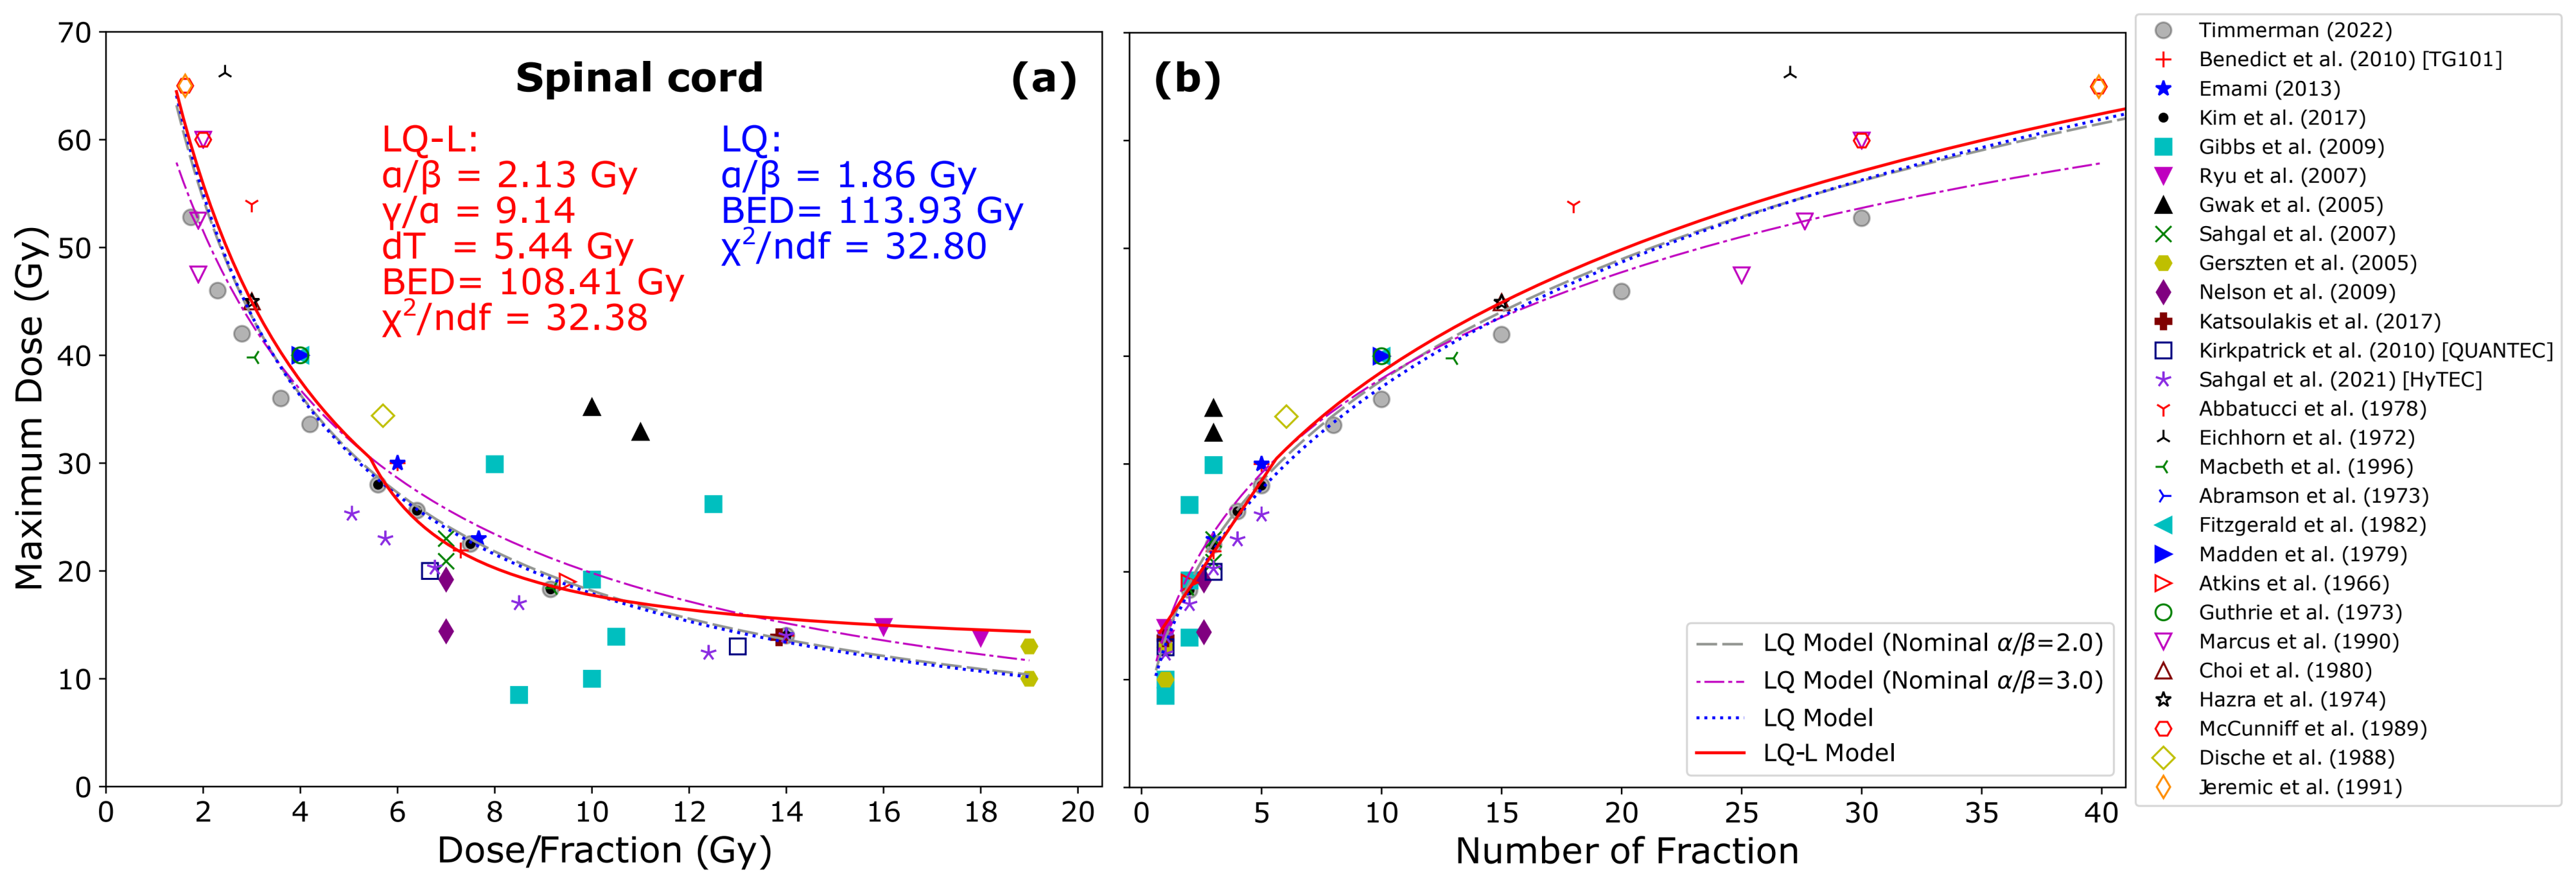 Spinal cord
(a)
LQ-L:
α/β = 2.13 Gy
γ/α = 9.14
dT = 5.44 Gy
BED= 108.41 Gy
χ²/ndf = 32.38
LQ:
α/β = 1.86 Gy
BED= 113.93 Gy
χ²/ndf = 32.80
Maximum Dose (Gy)
70
60
50
40
30
20
10
0
0 2 4 6 8 10 12 14 16 18 20
Dose/Fraction (Gy)
(b)
LQ Model (Nominal α/β=2.0)
LQ Model (Nominal α/β=3.0)
LQ Model
LQ-L Model
0 5 10 15 20 25 30 35 40
Number of Fraction
Timmerman (2022)
Benedict et al. (2010) [TG101]
Emami (2013)
Kim et al. (2017)
Gibbs et al. (2009)
Ryu et al. (2007)
Gwak et al. (2005)
Sahgal et al. (2007)
Gerszten et al. (2005)
Nelson et al. (2009)
Katsoulakis et al. (2017)
Kirkpatrick et al. (2010) [QUANTEC]
Sahgal et al. (2021) [HyTEC]
Abbatucci et al. (1978)
Eichhorn et al. (1972)
Macbeth et al. (1996)
Abramson et al. (1973)
Fitzgerald et al. (1982)
Madden et al. (1979)
Atkins et al. (1966)
Guthrie et al. (1973)
Marcus et al. (1990)
Choi et al. (1980)
Hazra et al. (1974)
McCunniff et al. (1989)
Dische et al. (1988)
Jeremic et al. (1991)